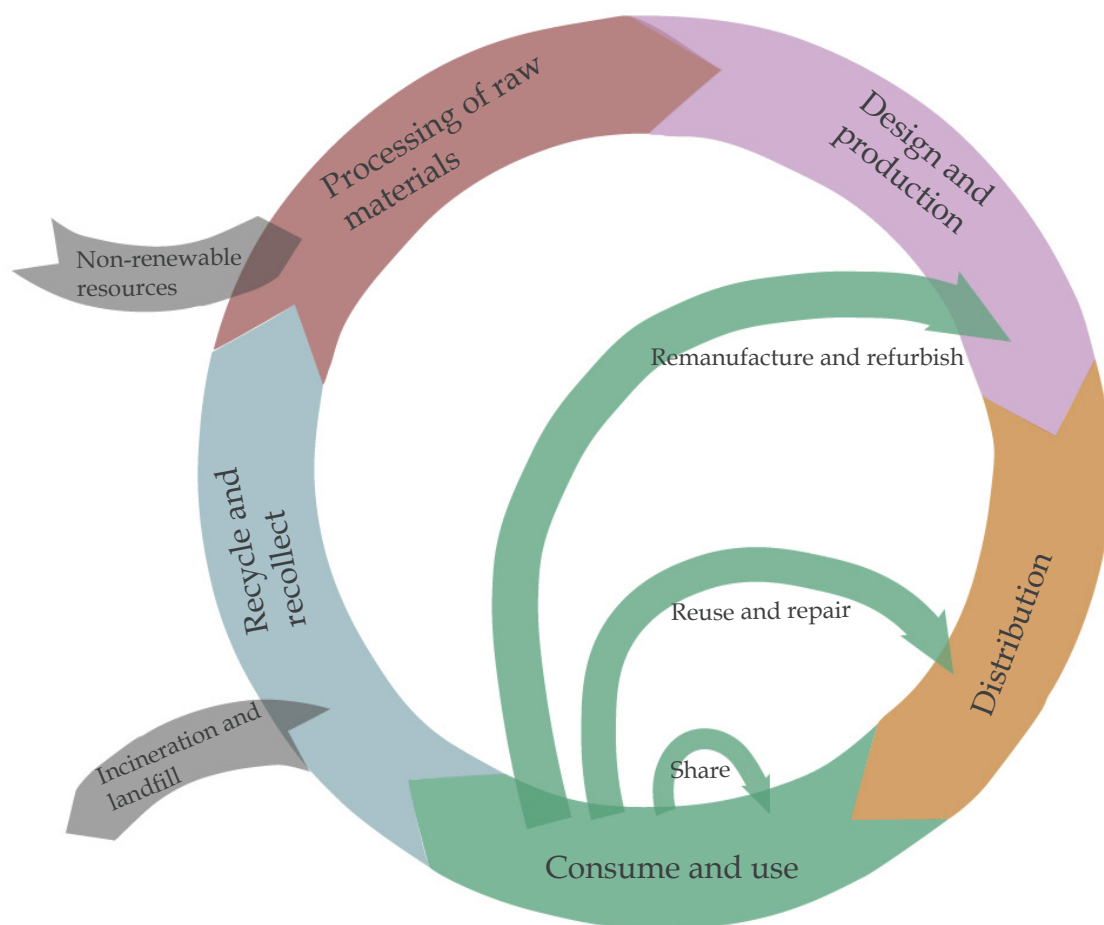 Processing of raw
materials
Design and
production
Non-renewable
resources
Remanufacture and refurbish
Recycle and
recollect
Reuse and repair
Distribution
Incineration and
landfill
Share
Consume and use